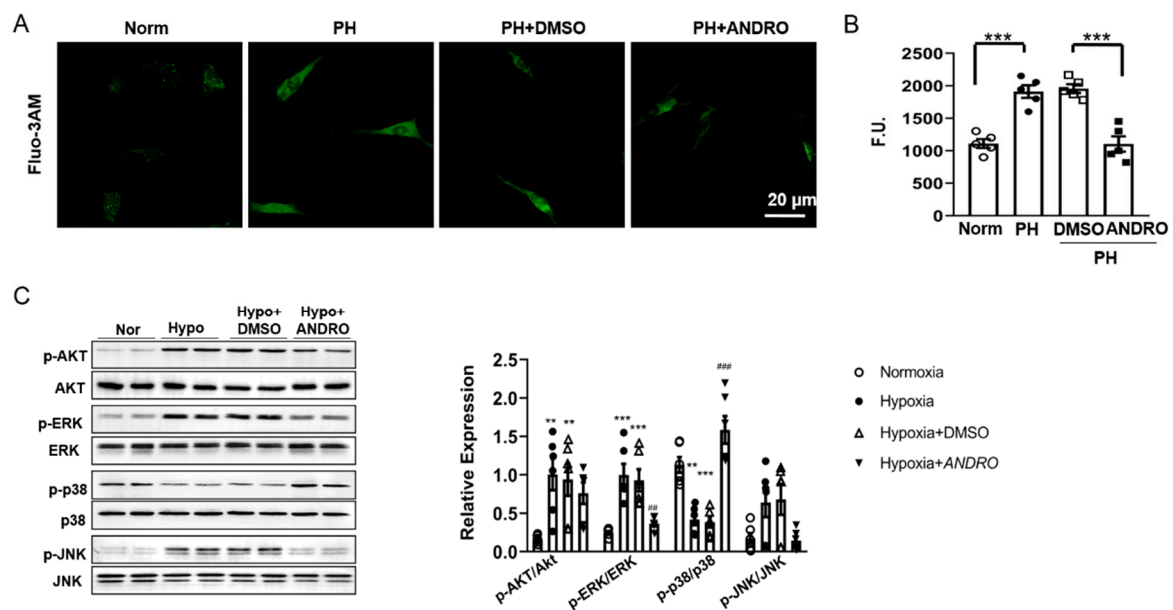 A
Norm
PH
PH+DMSO
PH+ANDRO
Fluo-3AM
20 µm
B
***
***
F.U.
2500
2000
1500
1000
500
0
Norm
PH
DMSO
ANDRO
PH
C
Nor
Hypo
Hypo+
DMSO
Hypo+
ANDRO
p-AKT
AKT
p-ERK
ERK
p-p38
p38
p-JNK
JNK
Relative Expression
2.5
2.0
1.5
1.0
0.5
0.0
**
**
***
***
##
**
***
###
p-AKT/Akt
p-ERK/ERK
p-p38/p38
p-JNK/JNK
Normoxia
Hypoxia
Hypoxia+DMSO
Hypoxia+ANDRO